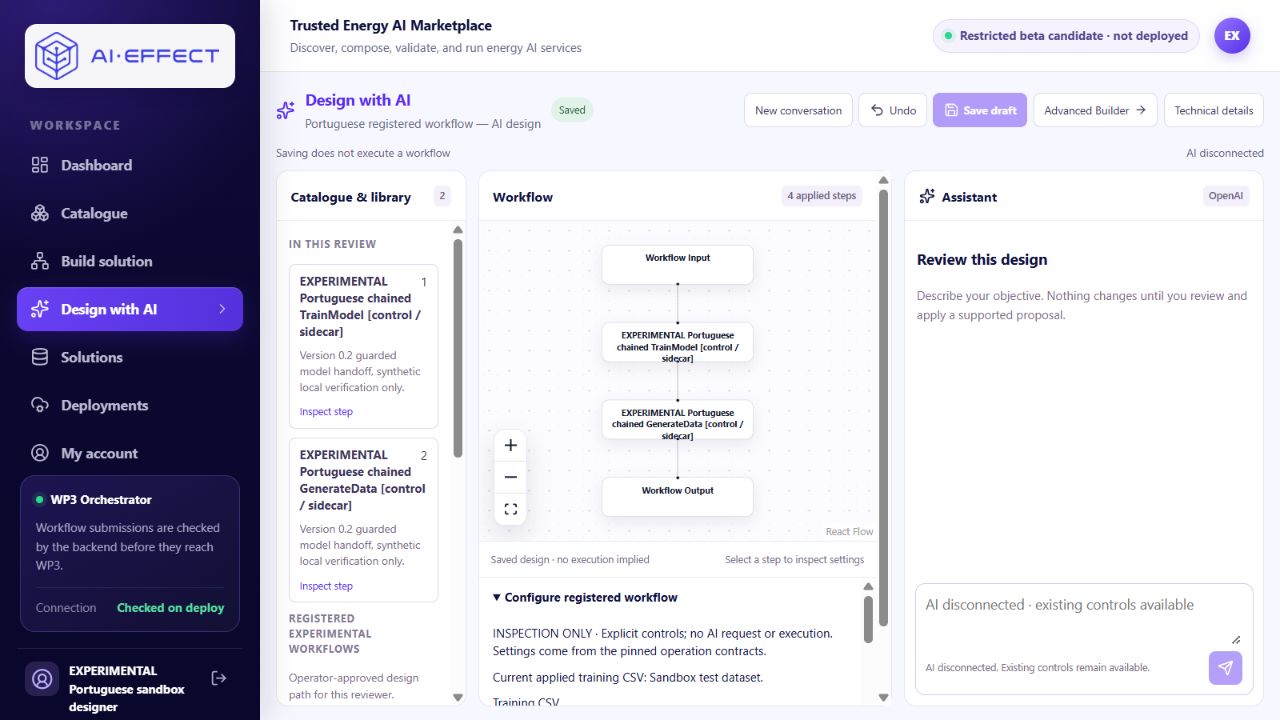 AI·EFFECT
WORKSPACE
Dashboard
Catalogue
Build solution
Design with AI
Solutions
Deployments
My account
WP3 Orchestrator
Workflow submissions are checked
by the backend before they reach
WP3.
Connection
Checked on deploy
EXPERIMENTAL
Portuguese sandbox
designer
Trusted Energy AI Marketplace
Discover, compose, validate, and run energy AI services
Restricted beta candidate · not deployed
EX
Design with AI
Portuguese registered workflow — AI design
Saved
New conversation
Undo
Save draft
Advanced Builder
Technical details
Saving does not execute a workflow
AI disconnected
Catalogue & library
2
IN THIS REVIEW
EXPERIMENTAL 1
Portuguese chained
TrainModel [control /
sidecar]
Version 0.2 guarded
model handoff, synthetic
local verification only.
Inspect step
EXPERIMENTAL 2
Portuguese chained
GenerateData [control
/ sidecar]
Version 0.2 guarded
model handoff, synthetic
local verification only.
Inspect step
REGISTERED
EXPERIMENTAL
WORKFLOWS
Operator-approved design
path for this reviewer.
Workflow
4 applied steps
Workflow Input
EXPERIMENTAL Portuguese
chained TrainModel [control /
sidecar]
EXPERIMENTAL Portuguese
chained GenerateData [control /
sidecar]
Workflow Output
React Flow
Saved design · no execution implied
Select a step to inspect settings
▼ Configure registered workflow
INSPECTION ONLY · Explicit controls; no AI request or execution.
Settings come from the pinned operation contracts.
Current applied training CSV: Sandbox test dataset.
Training CSV
Assistant
OpenAI
Review this design
Describe your objective. Nothing changes until you review and
apply a supported proposal.
AI disconnected · existing controls available
AI disconnected. Existing controls remain available.